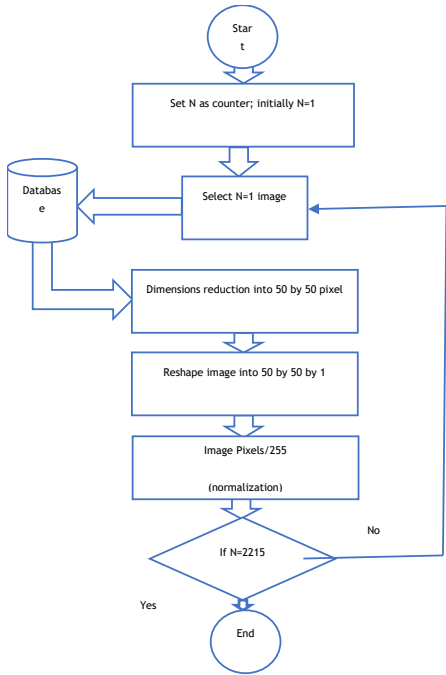 Star
t
Set N as counter; initially N=1
Databas
e
Select N=1 image
Dimensions reduction into 50 by 50 pixel
Reshape image into 50 by 50 by 1
Image Pixels/255
(normalization)
No
If N=2215
Yes
End